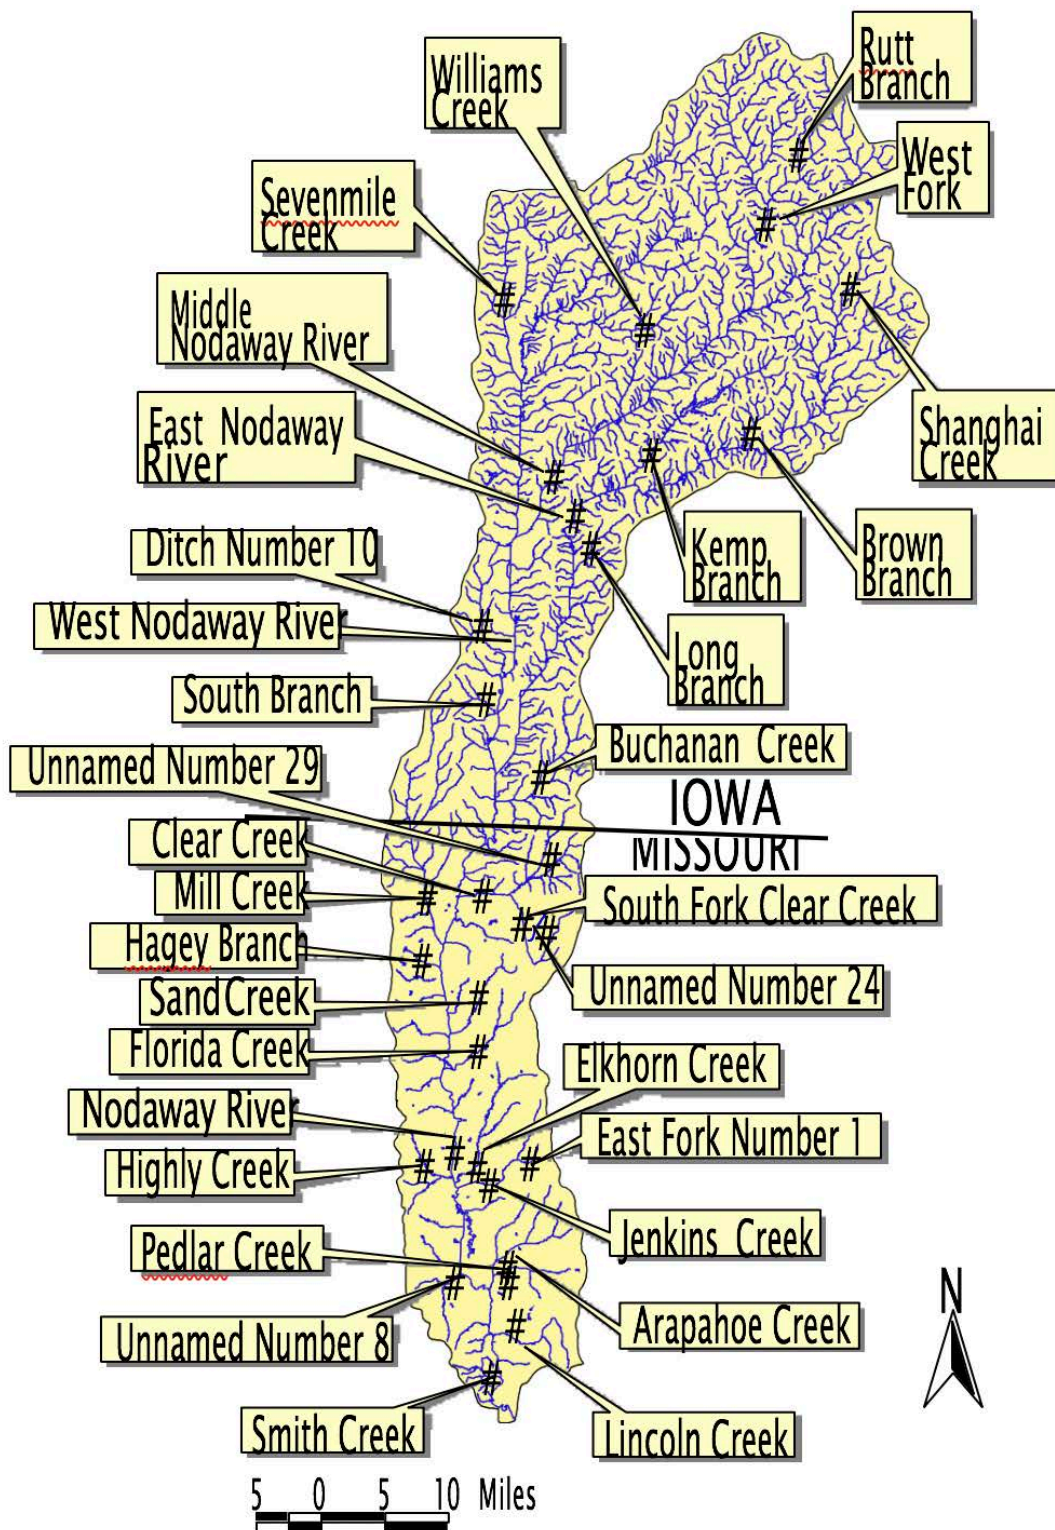 Rutt
Branch
Williams
Creek
West
Fork
Sevenmile
Creek
Middle
Nodaway River
East Nodaway
River
Shanghai
Creek
Ditch Number 10
Kemp
Branch
Brown
Branch
West Nodaway River
Long
Branch
South Branch
Buchanan Creek
Unnamed Number 29
IOWA
MISSOURI
Clear Creek
Mill Creek
South Fork Clear Creek
Hagey Branch
Unnamed Number 24
Sand Creek
Florida Creek
Elkhorn Creek
Nodaway River
East Fork Number 1
Highly Creek
Jenkins Creek
Pedlar Creek
Arapahoe Creek
Unnamed Number 8
N
Smith Creek
Lincoln Creek
5 0 5 10 Miles